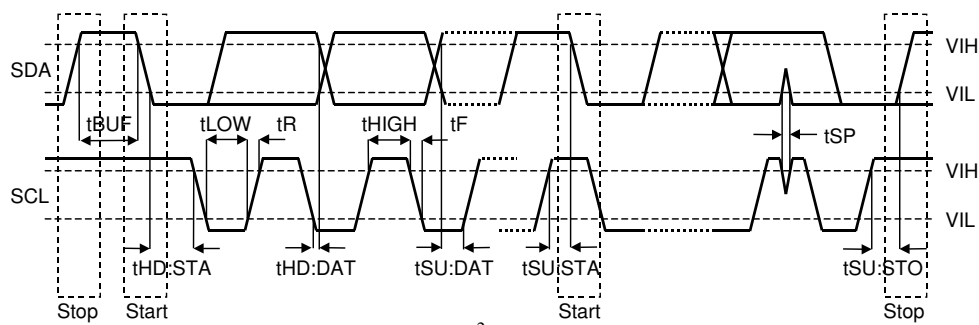 VIH
SDA
VIL
tBUF tLOW tR tHIGH tF
tSP
VIH
SCL
VIL
tHD:STA tHD:DAT tSU:DAT tSU:STA tSU:STO
Stop Start Start Stop